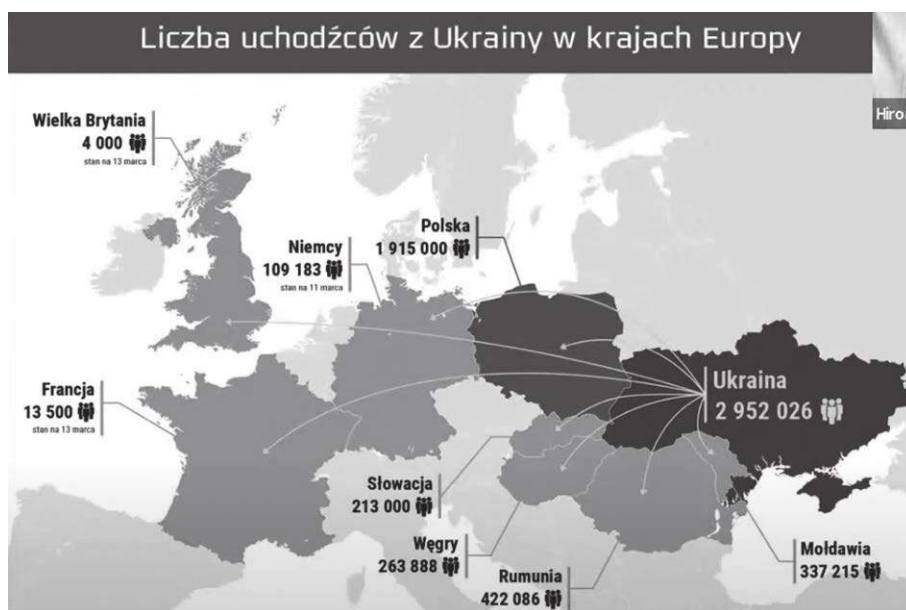 Liczba uchodźców z Ukrainy w krajach Europy
Wielka Brytania
4 000
stan na 13 marca
Polska
1 915 000
Niemcy
109 183
stan na 11 marca
Ukraina
2 952 026
Francja
13 500
stan na 13 marca
Słowacja
213 000
Węgry
263 888
Rumunia
422 086
Mołdawia
337 215